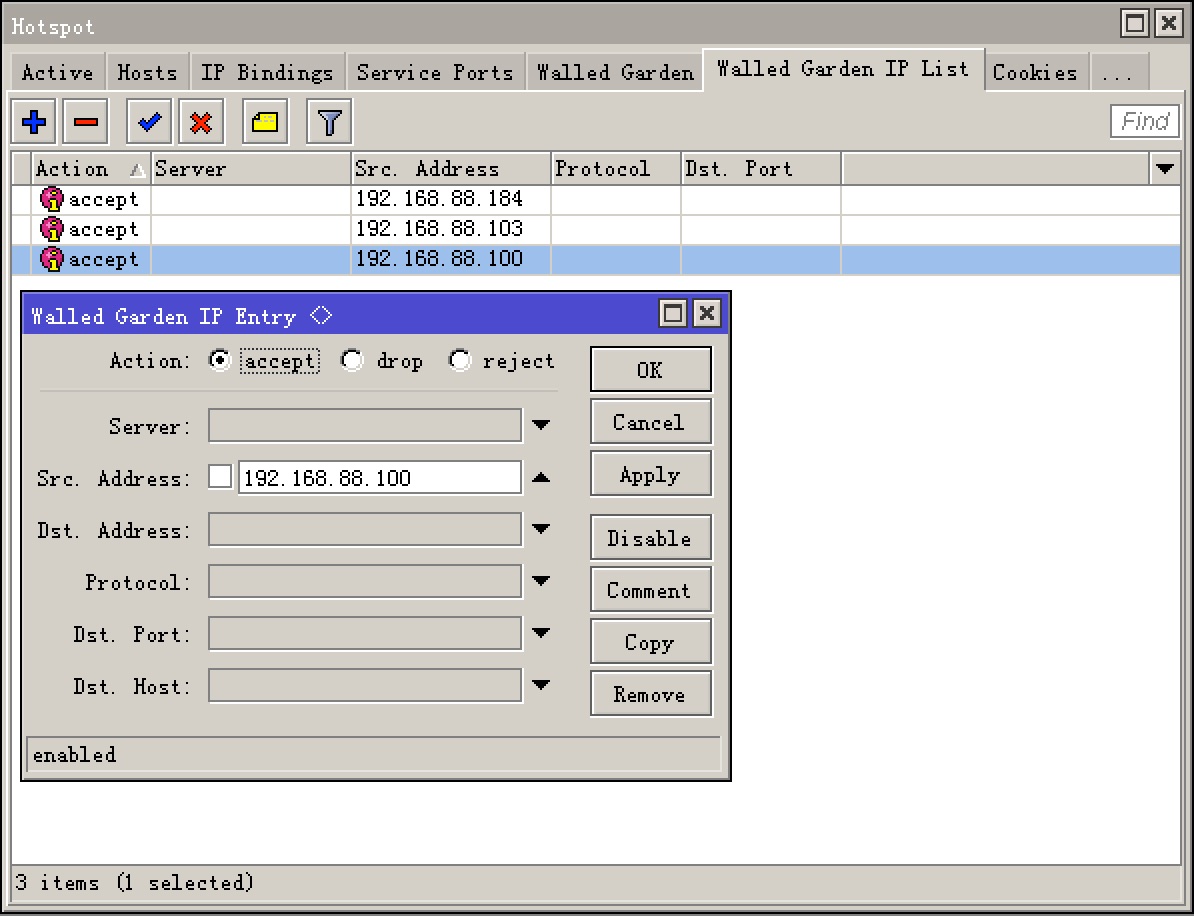 Hotspot
Active Hosts IP Bindings Service Ports Walled Garden Walled Garden IP List Cookies ...
Find
Action Server Src. Address Protocol Dst. Port
accept 192.168.88.184
accept 192.168.88.103
accept 192.168.88.100
Walled Garden IP Entry <>
Action: accept drop reject
OK
Server:
Cancel
Src. Address: 192.168.88.100
Apply
Dst. Address:
Disable
Protocol:
Comment
Dst. Port:
Copy
Dst. Host:
Remove
enabled
3 items (1 selected)